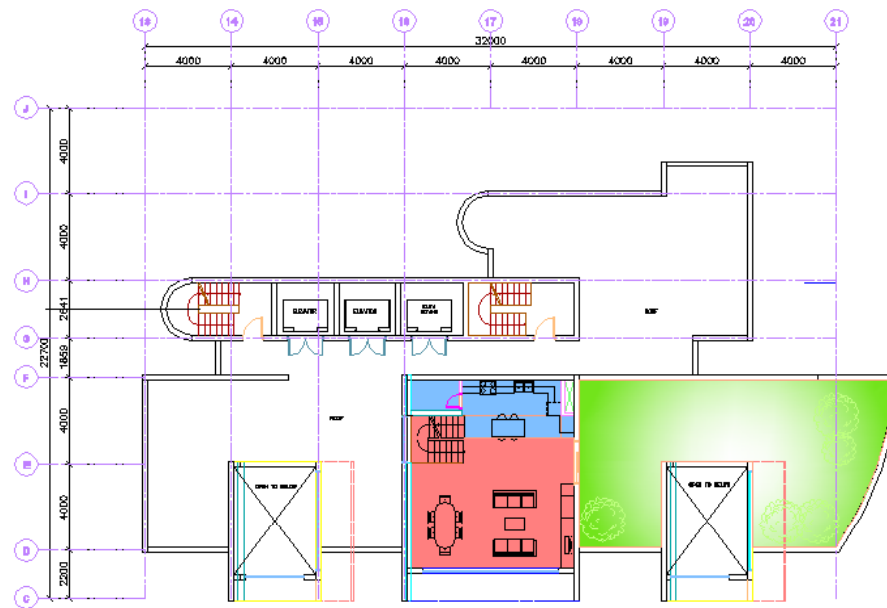 13 14 15 16 17 19 19 20 21
32000
4000 4000 4000 4000 4000 4000 4000 4000
J
4000
I
4000
H
2641
ELEVATOR ELEVATOR
ROOF
G
22700
1859
F
4000
ROOF
E
OPEN TO BELOW OPEN TO BELOW
4000
D
2200
C